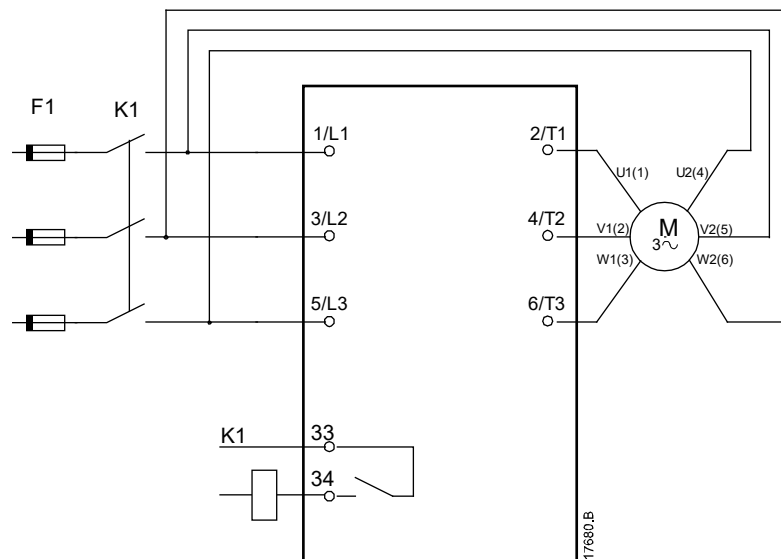 F1 K1
1/L1 2/T1
U1(1) U2(4)
3/L2 4/T2
V1(2) M V2(5)
3~
W1(3) W2(6)
5/L3 6/T3
K1 33
34
17680.B